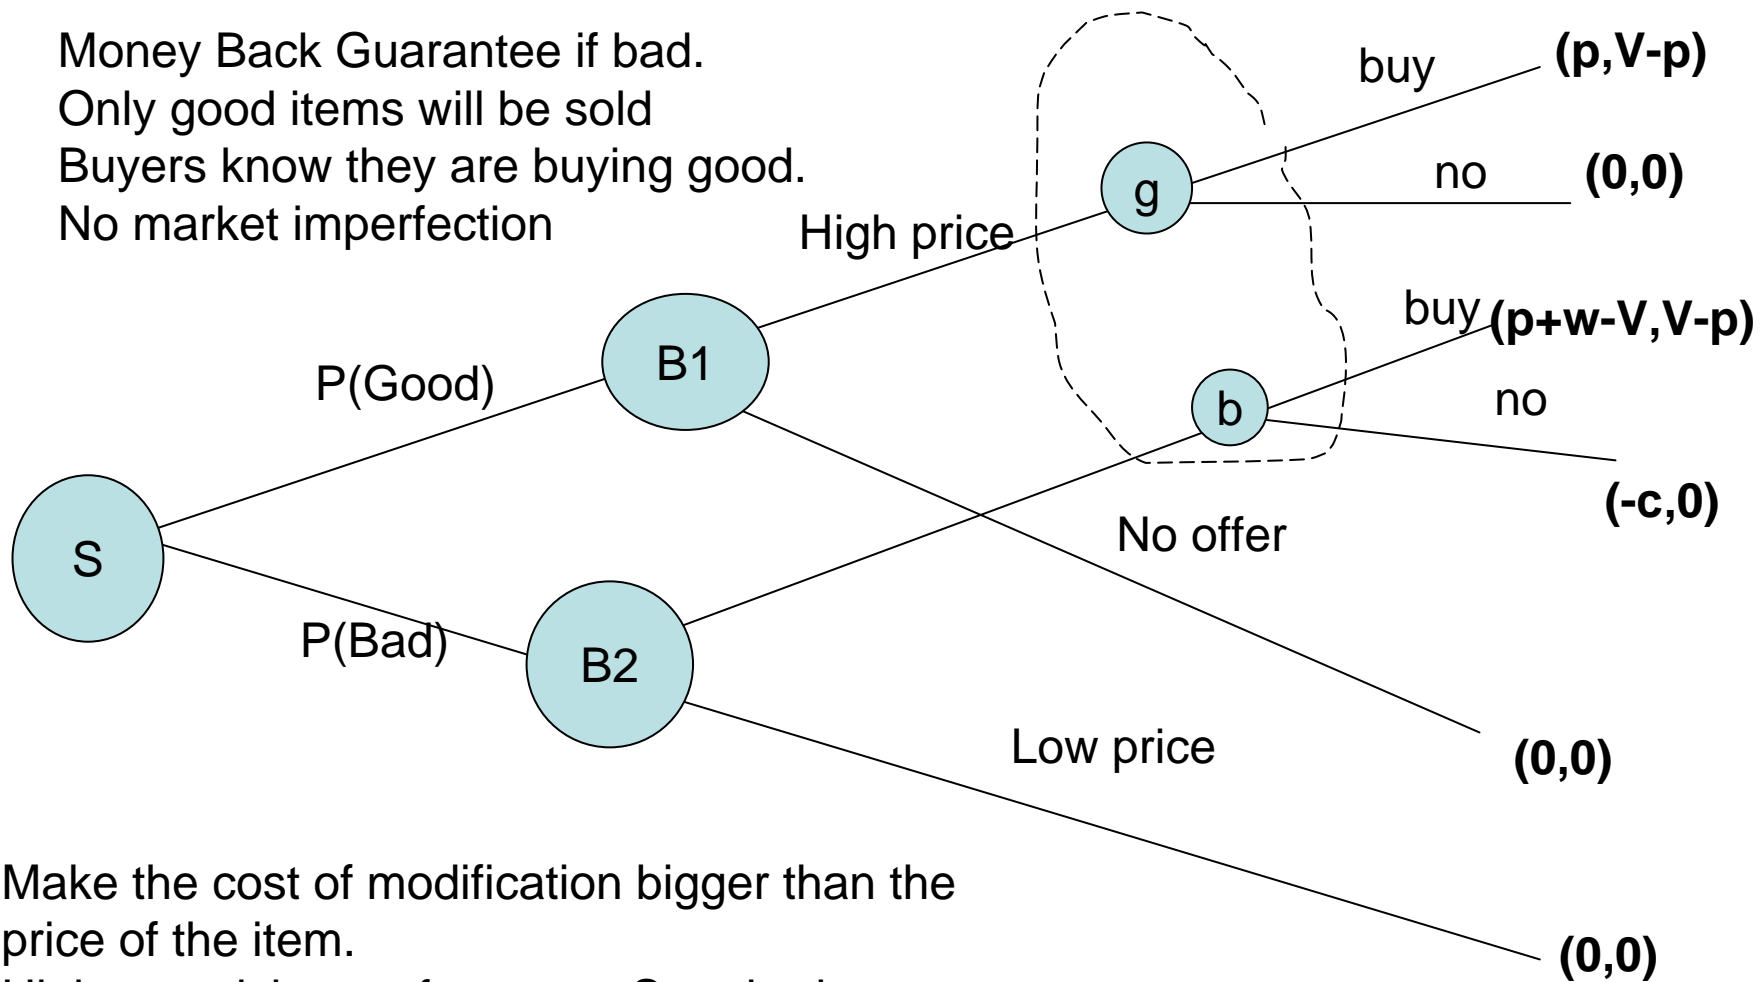 Money Back Guarantee if bad.
Only good items will be sold
Buyers know they are buying good.
No market imperfection
buy
(p,V-p)
g
no
(0,0)
High price
buy
(p+w-V,V-p)
B1
P(Good)
b
no
(-c,0)
No offer
S
P(Bad)
B2
Low price
(0,0)
Make the cost of modification bigger than the
price of the item.
(0,0)